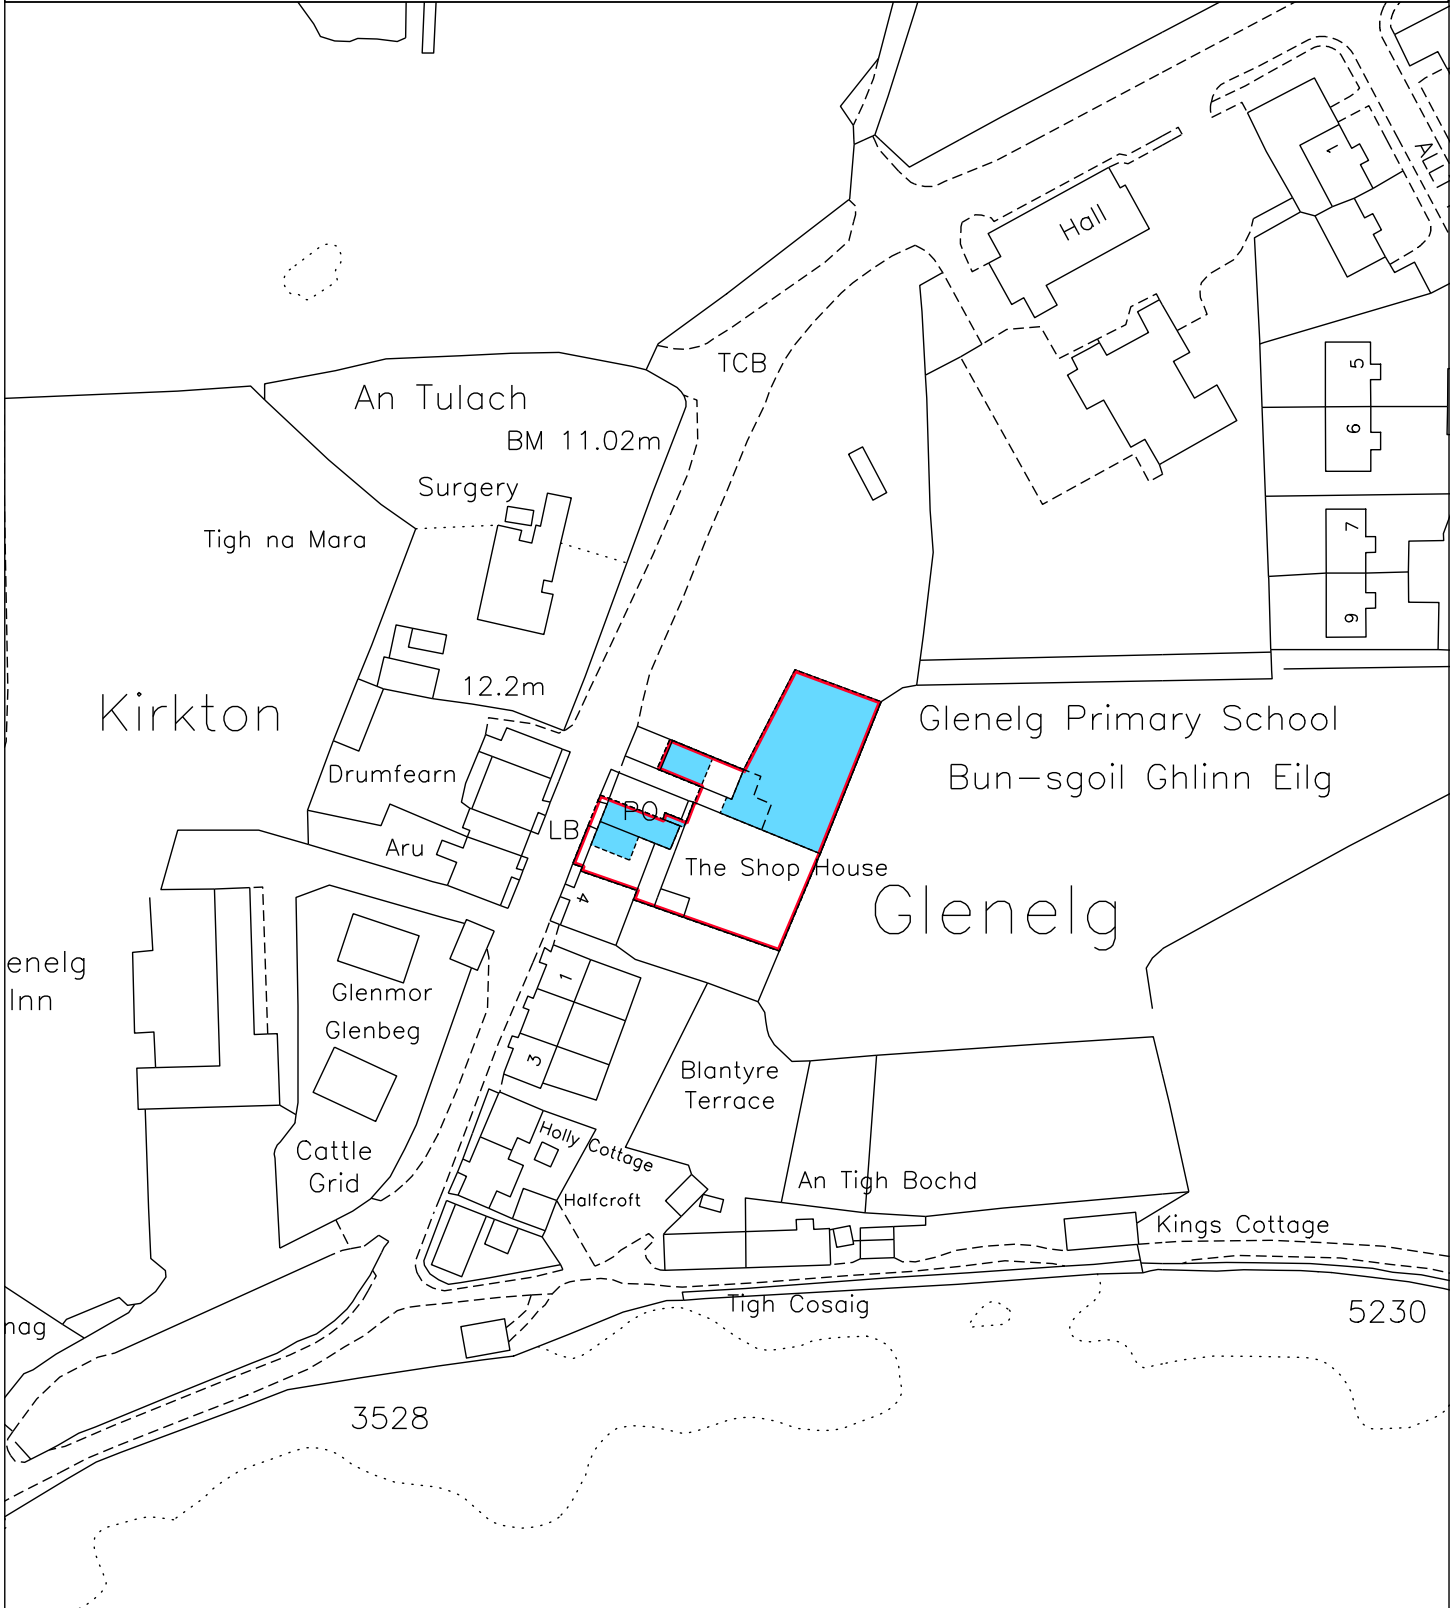 Hall
1
TCB
An Tulach
5
BM 11.02m
6
Surgery
7
Tigh na Mara
9
12.2m
Kirkton
Glenelg Primary School
Bun-sgoil Ghlinn Eilg
Drumfearn
PO
LB
Aru
The Shop House
4
Glenelg
enelg
Inn
1
Glenmor
Glenbeg
3
Blantyre
Terrace
Holly Cottage
Cattle
Grid
An Tigh Bochd
Halfcroft
Kings Cottage
Tigh Cosaig
5230
nag
3528